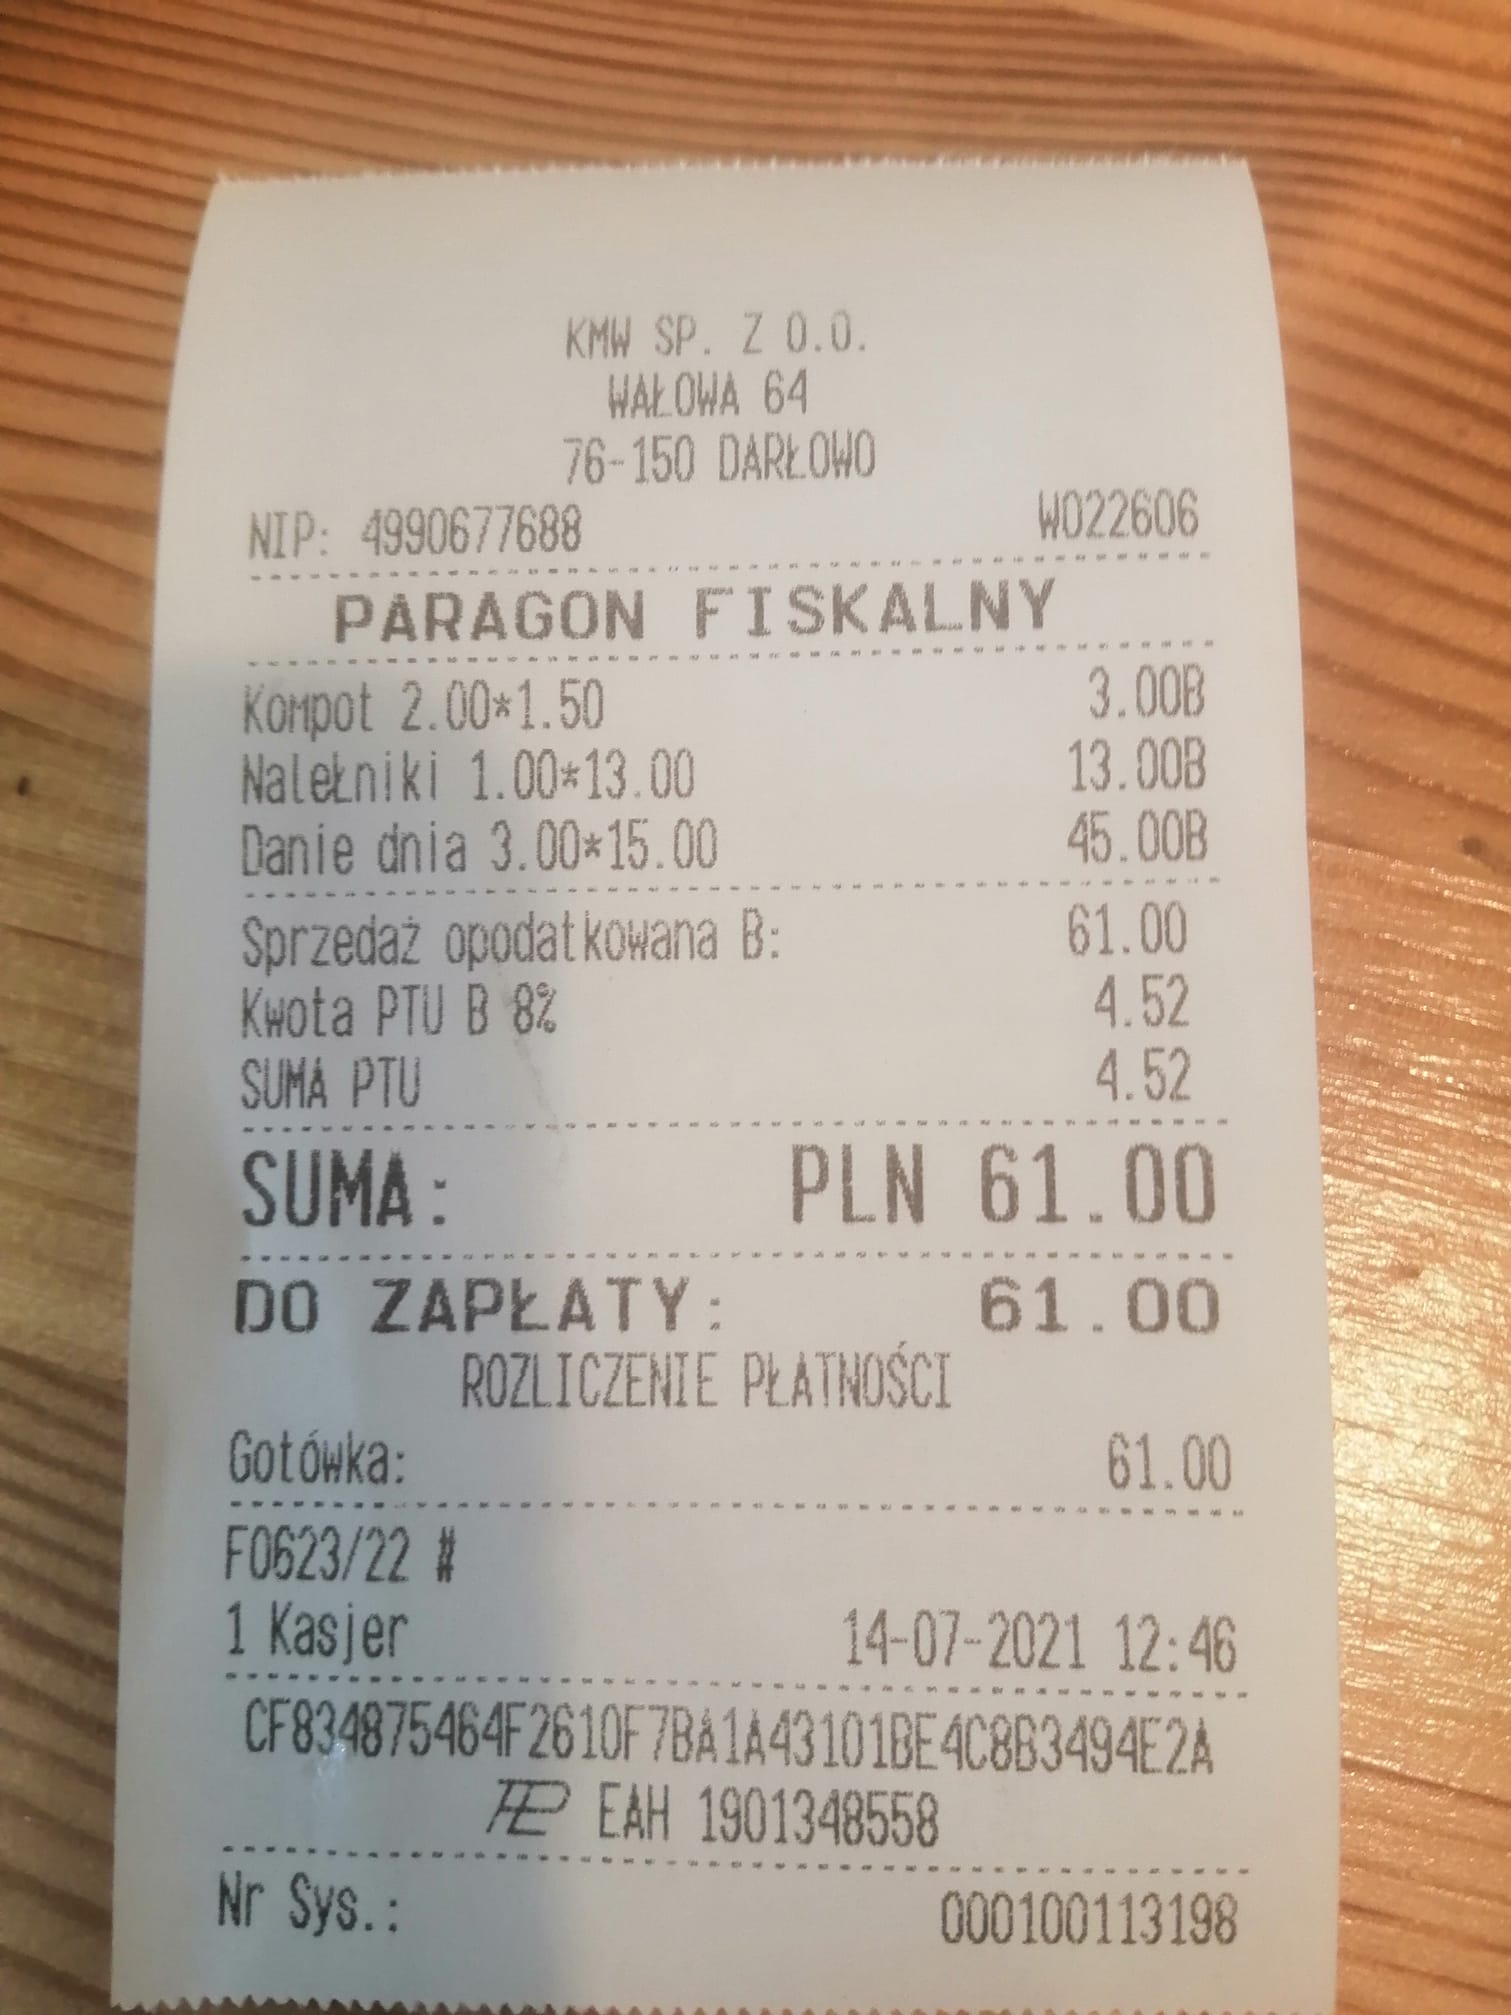 KMW SP. Z O.O.
WAŁOWA 64
76-150 DARŁOWO
NIP: 4990677688 W022606
PARAGON FISKALNY
Kompot 2.00*1.50 3.00B
NaleŁniki 1.00*13.00 13.00B
Danie dnia 3.00*15.00 45.00B
Sprzedaż opodatkowana B: 61.00
Kwota PTU B 8% 4.52
SUMA PTU 4.52
SUMA: PLN 61.00
DO ZAPŁATY: 61.00
ROZLICZENIE PŁATNOŚCI
Gotówka: 61.00
F0623/22 #
1 Kasjer 14-07-2021 12:46
CF834875464F2610F7BA1A43101BE4C8B3494E2A
EAH 1901348558
Nr Sys.: 000100113198